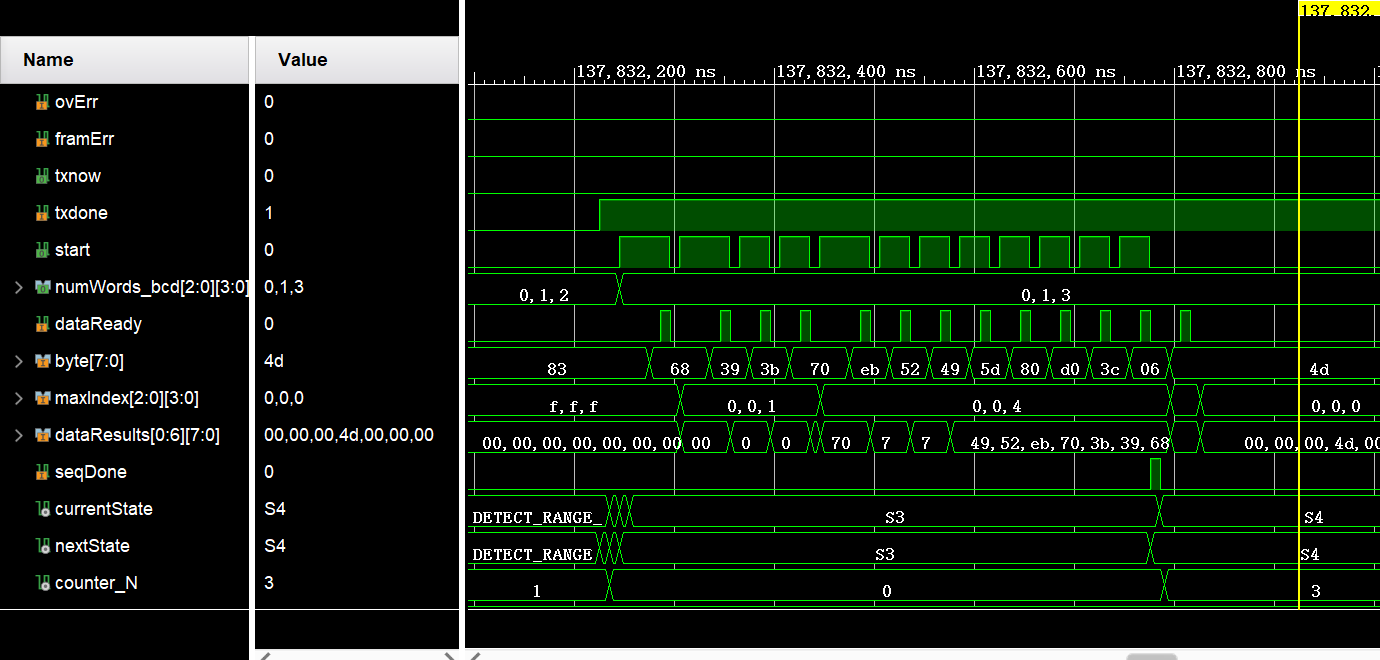 137,832,
Name Value
137,832,200 ns 137,832,400 ns 137,832,600 ns 137,832,800 ns
ovErr 0
framErr 0
txnow 0
txdone 1
start 0
numWords_bcd[2:0][3:0] 0,1,3 0,1,2 0,1,3
dataReady 0
byte[7:0] 4d 83 68 39 3b 70 eb 52 49 5d 80 d0 3c 06 4d
maxIndex[2:0][3:0] 0,0,0 f,f,f 0,0,1 0,0,4 0,0,0
dataResults[0:6][7:0] 00,00,00,4d,00,00,00 00,00,00,00,00,00,00 00 0 0 70 7 7 49,52,eb,70,3b,39,68 00,00,00,4d,00
seqDone 0
currentState S4 DETECT_RANGE_ S3 S4
nextState S4 DETECT_RANGE S3 S4
counter_N 3 1 0 3